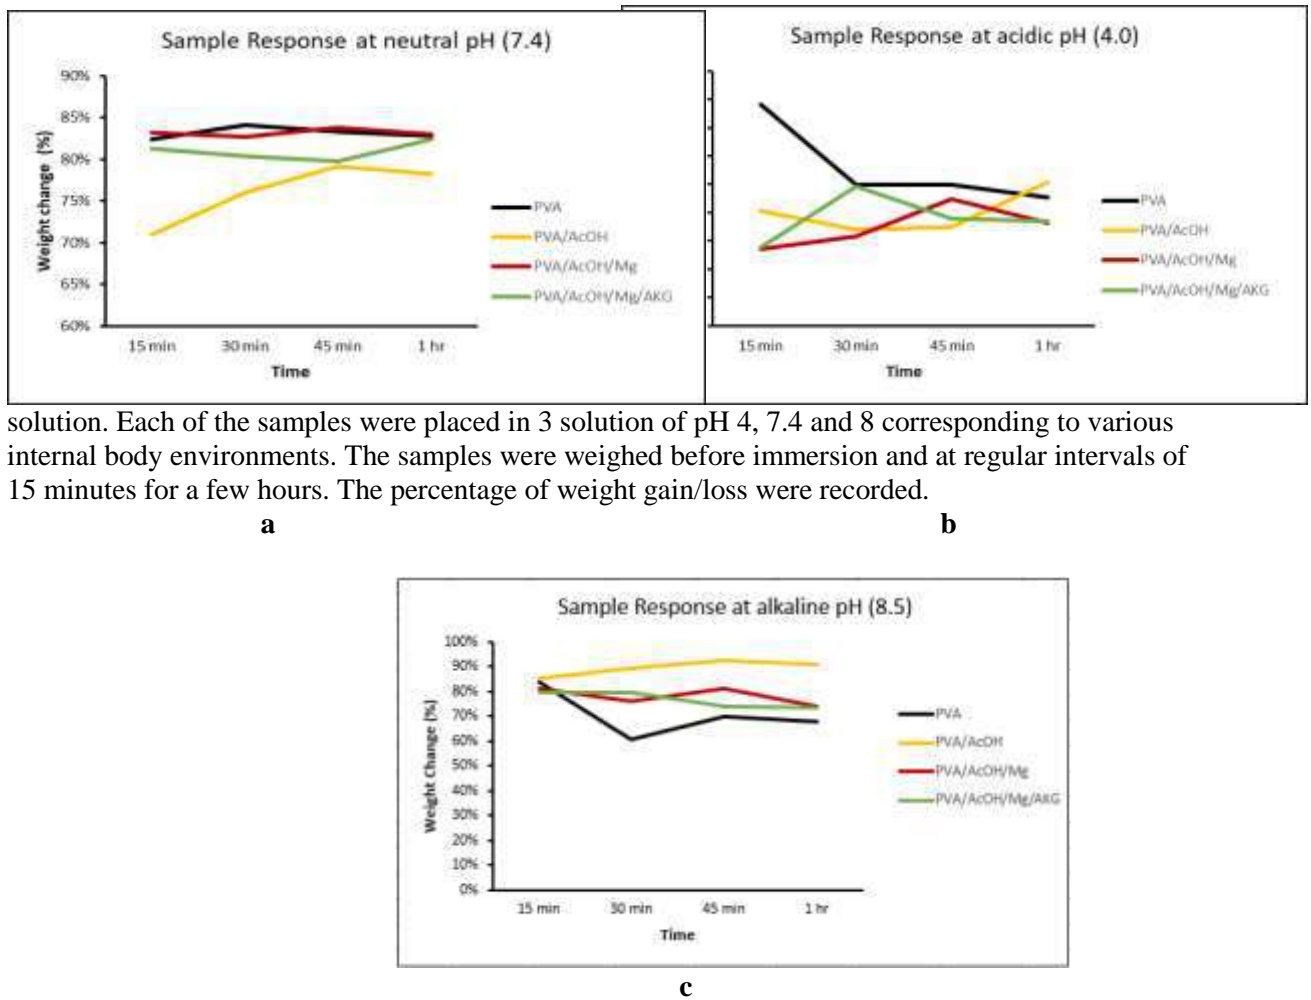 Sample Response at neutral pH (7.4)
90%
85%
80%
75%
70%
65%
60%
Weight change (%)
15 min 30 min 45 min 1 hr
Time
PVA
PVA/AcOH
PVA/AcOH/Mg
PVA/AcOH/Mg/AKG
Sample Response at acidic pH (4.0)
15 min 30 min 45 min 1 hr
Time
PVA
PVA/AcOH
PVA/AcOH/Mg
PVA/AcOH/Mg/AKG
solution. Each of the samples were placed in 3 solution of pH 4, 7.4 and 8 corresponding to various
internal body environments. The samples were weighed before immersion and at regular intervals of
15 minutes for a few hours. The percentage of weight gain/loss were recorded.
a b
Sample Response at alkaline pH (8.5)
100%
90%
80%
70%
60%
50%
40%
30%
20%
10%
0%
Weight Change (%)
15 min 30 min 45 min 1 hr
Time
PVA
PVA/AcOH
PVA/AcOH/Mg
PVA/AcOH/Mg/AKG
c